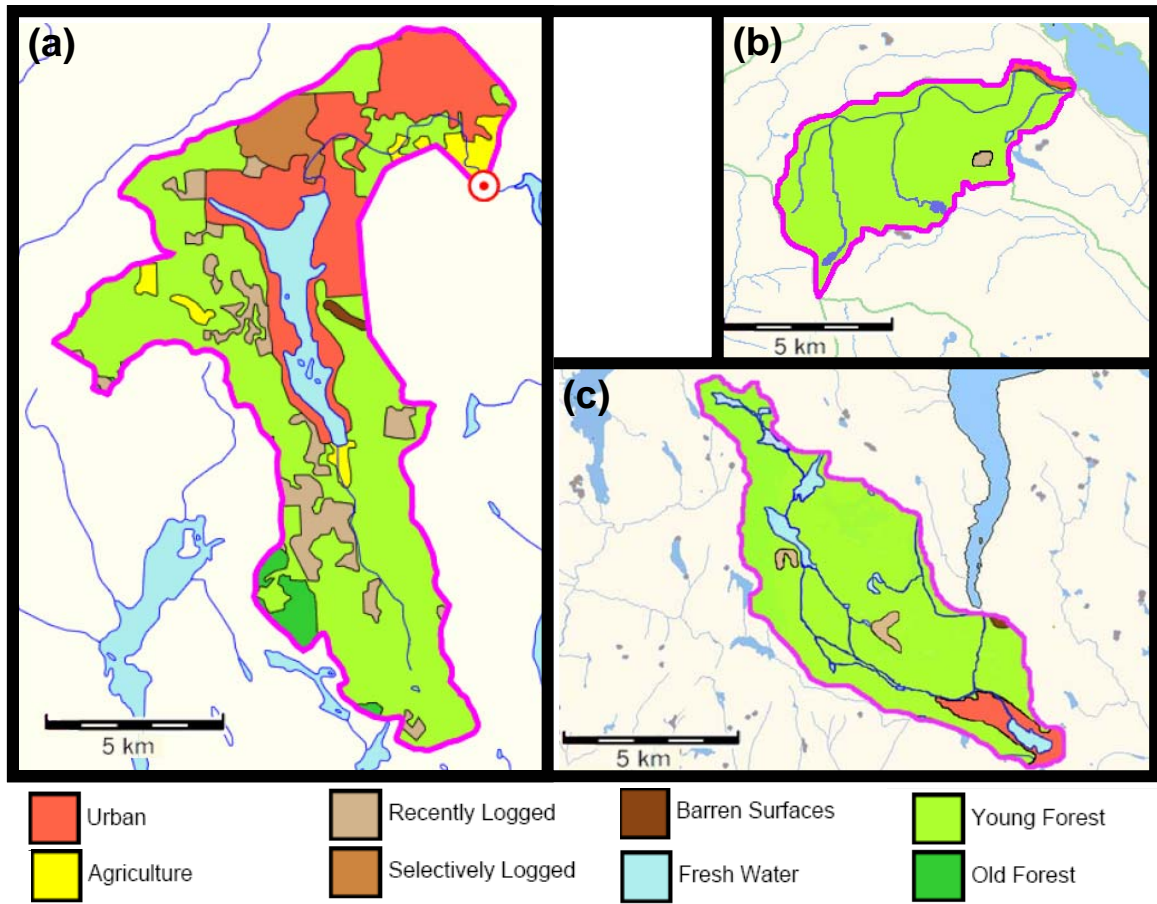 (a)
(b)
5 km
(c)
5 km
5 km
Urban
Recently Logged
Barren Surfaces
Young Forest
Agriculture
Selectively Logged
Fresh Water
Old Forest